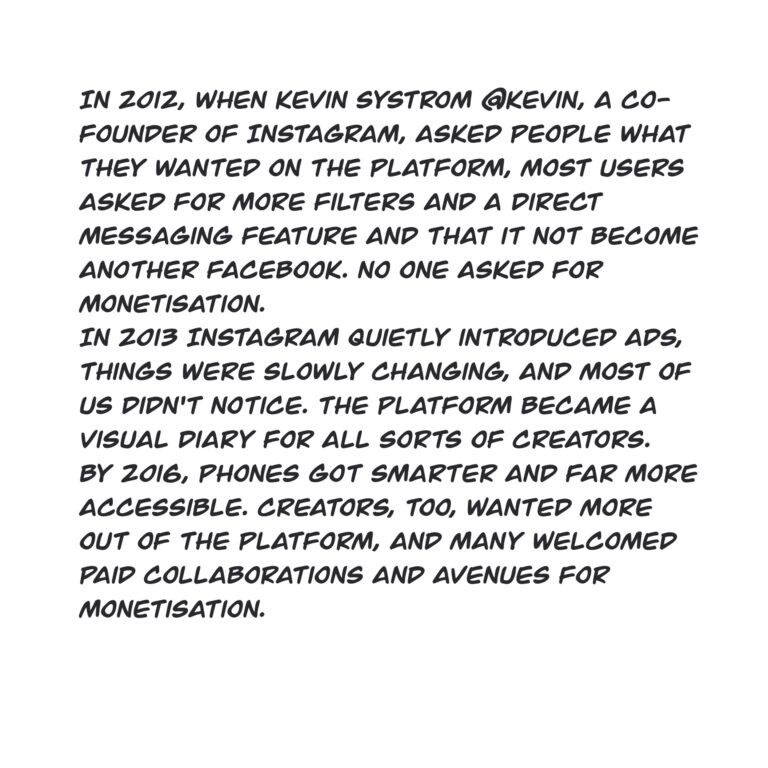 IN 2012, WHEN KEVIN SYSTROM @KEVIN, A CO-
FOUNDER OF INSTAGRAM, ASKED PEOPLE WHAT
THEY WANTED ON THE PLATFORM, MOST USERS
ASKED FOR MORE FILTERS AND A DIRECT
MESSAGING FEATURE AND THAT IT NOT BECOME
ANOTHER FACEBOOK. NO ONE ASKED FOR
MONETISATION.
IN 2013 INSTAGRAM QUIETLY INTRODUCED ADS,
THINGS WERE SLOWLY CHANGING, AND MOST OF
US DIDN'T NOTICE. THE PLATFORM BECAME A
VISUAL DIARY FOR ALL SORTS OF CREATORS.
BY 2016, PHONES GOT SMARTER AND FAR MORE
ACCESSIBLE. CREATORS, TOO, WANTED MORE
OUT OF THE PLATFORM, AND MANY WELCOMED
PAID COLLABORATIONS AND AVENUES FOR
MONETISATION.